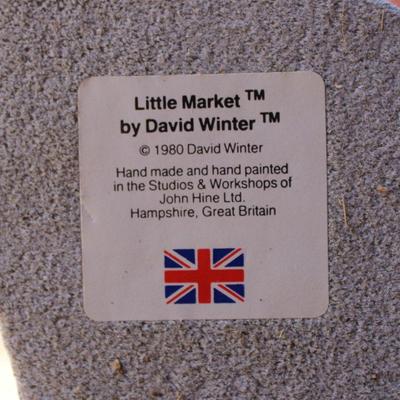 Little Market ™
by David Winter ™
© 1980 David Winter
Hand made and hand painted
in the Studios & Workshops of
John Hine Ltd.
Hampshire, Great Britain